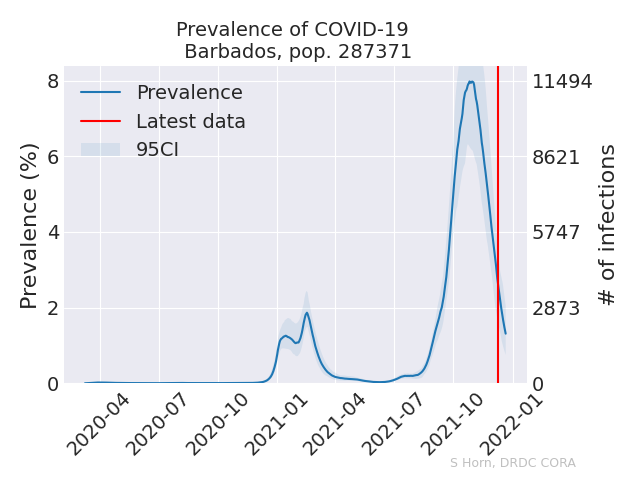 Prevalence of COVID-19
Barbados, pop. 287371
Prevalence
Latest data
95CI
Prevalence (%)
8
6
4
2
0
11494
8621
5747
2873
0
# of infections
2020-04
2020-07
2020-10
2021-01
2021-04
2021-07
2021-10
2022-01
S Horn, DRDC CORA